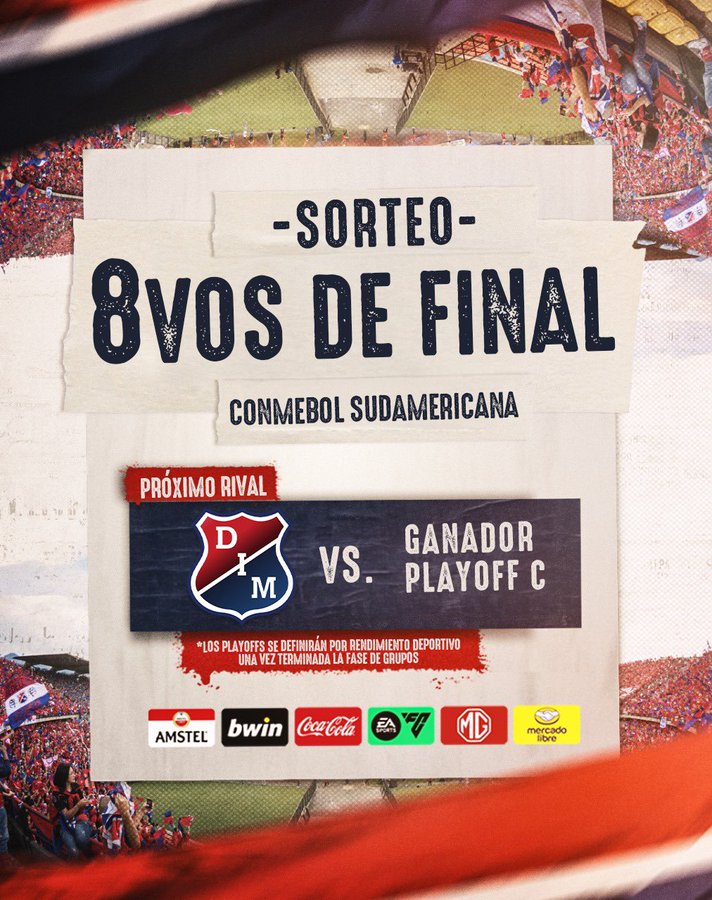 -SORTEO-
8VOS DE FINAL
CONMEBOL SUDAMERICANA
PRÓXIMO RIVAL
DIM
VS.
GANADOR
PLAYOFF C
*LOS PLAYOFFS SE DEFINIRÁN POR RENDIMIENTO DEPORTIVO
UNA VEZ TERMINADA LA FASE DE GRUPOS
AMSTEL bwin Coca-Cola EA SPORTS FC MG mercado libre